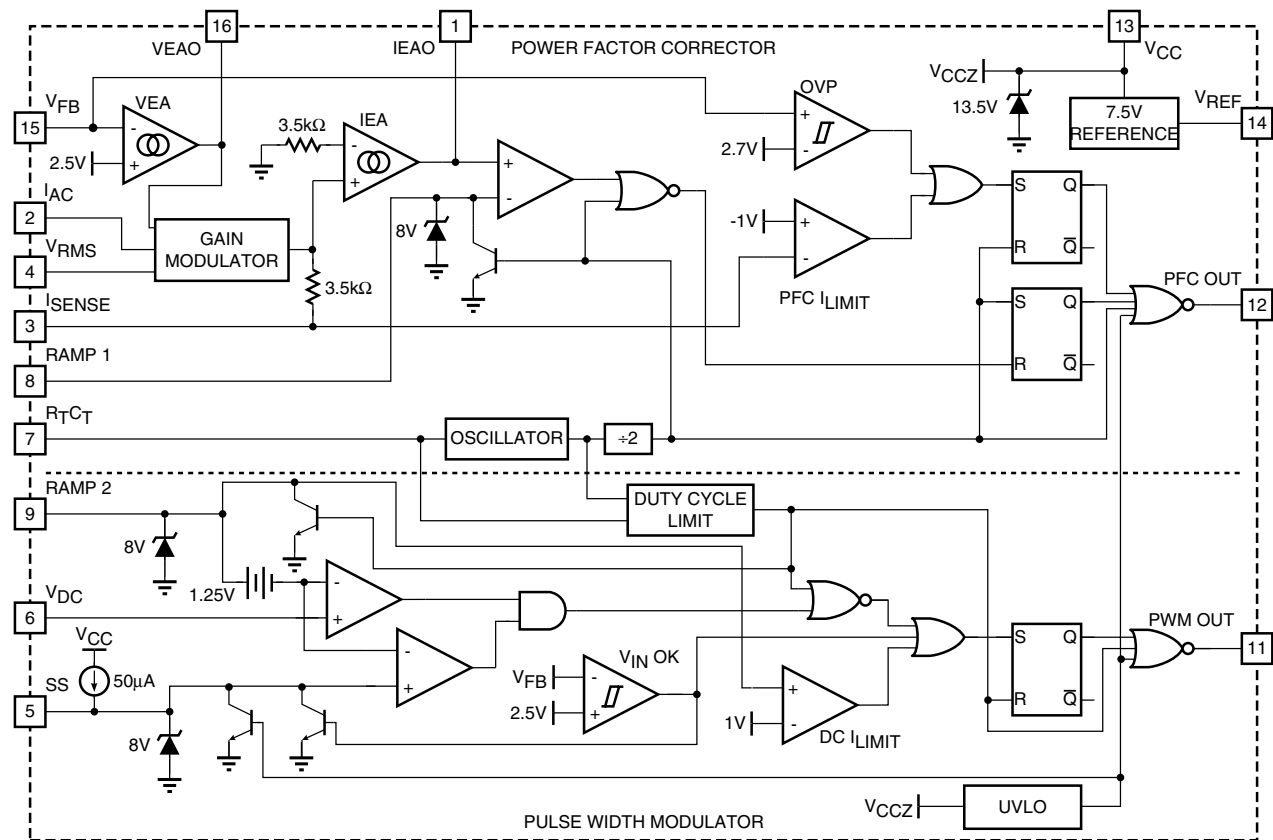 16
1
13
VEAO
IEAO
POWER FACTOR CORRECTOR
VCC
VFB
VEA
VCCZ
OVP
13.5V
VREF
15
-
+
2.5V
3.5kΩ
IEA
-
+
+
-
2.7V
7.5V
REFERENCE
14
IAC
2
VRMS
4
GAIN
MODULATOR
8V
+
-
-1V
+
-
S
Q
R
Q
3.5kΩ
PFC ILIMIT
PFC OUT
12
ISENSE
3
S
Q
R
Q
RAMP 1
8
RTCT
7
OSCILLATOR
÷2
RAMP 2
9
DUTY CYCLE
LIMIT
8V
1.25V
-
+
VDC
6
PWM OUT
11
VCC
50µA
-
+
VIN OK
VFB
-
2.5V
+
S
Q
R
Q
SS
5
8V
+
1V
-
DC ILIMIT
VCCZ
UVLO
PULSE WIDTH MODULATOR